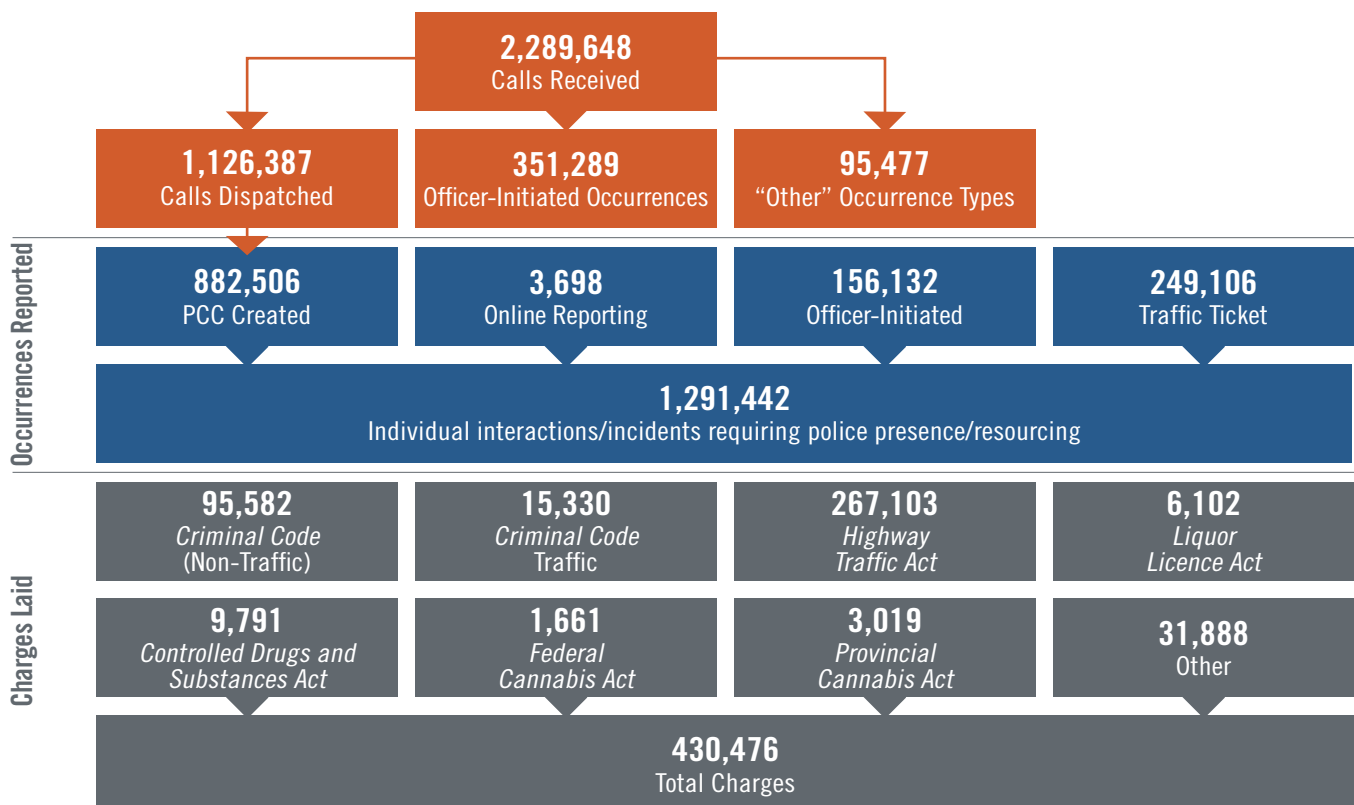 2,289,648
Calls Received
1,126,387
Calls Dispatched
351,289
Officer-Initiated Occurrences
95,477
“Other” Occurrence Types
Occurrences Reported
882,506
PCC Created
3,698
Online Reporting
156,132
Officer-Initiated
249,106
Traffic Ticket
1,291,442
Individual interactions/incidents requiring police presence/resourcing
Charges Laid
95,582
Criminal Code
(Non-Traffic)
15,330
Criminal Code
Traffic
267,103
Highway
Traffic Act
6,102
Liquor
Licence Act
9,791
Controlled Drugs and
Substances Act
1,661
Federal
Cannabis Act
3,019
Provincial
Cannabis Act
31,888
Other
430,476
Total Charges